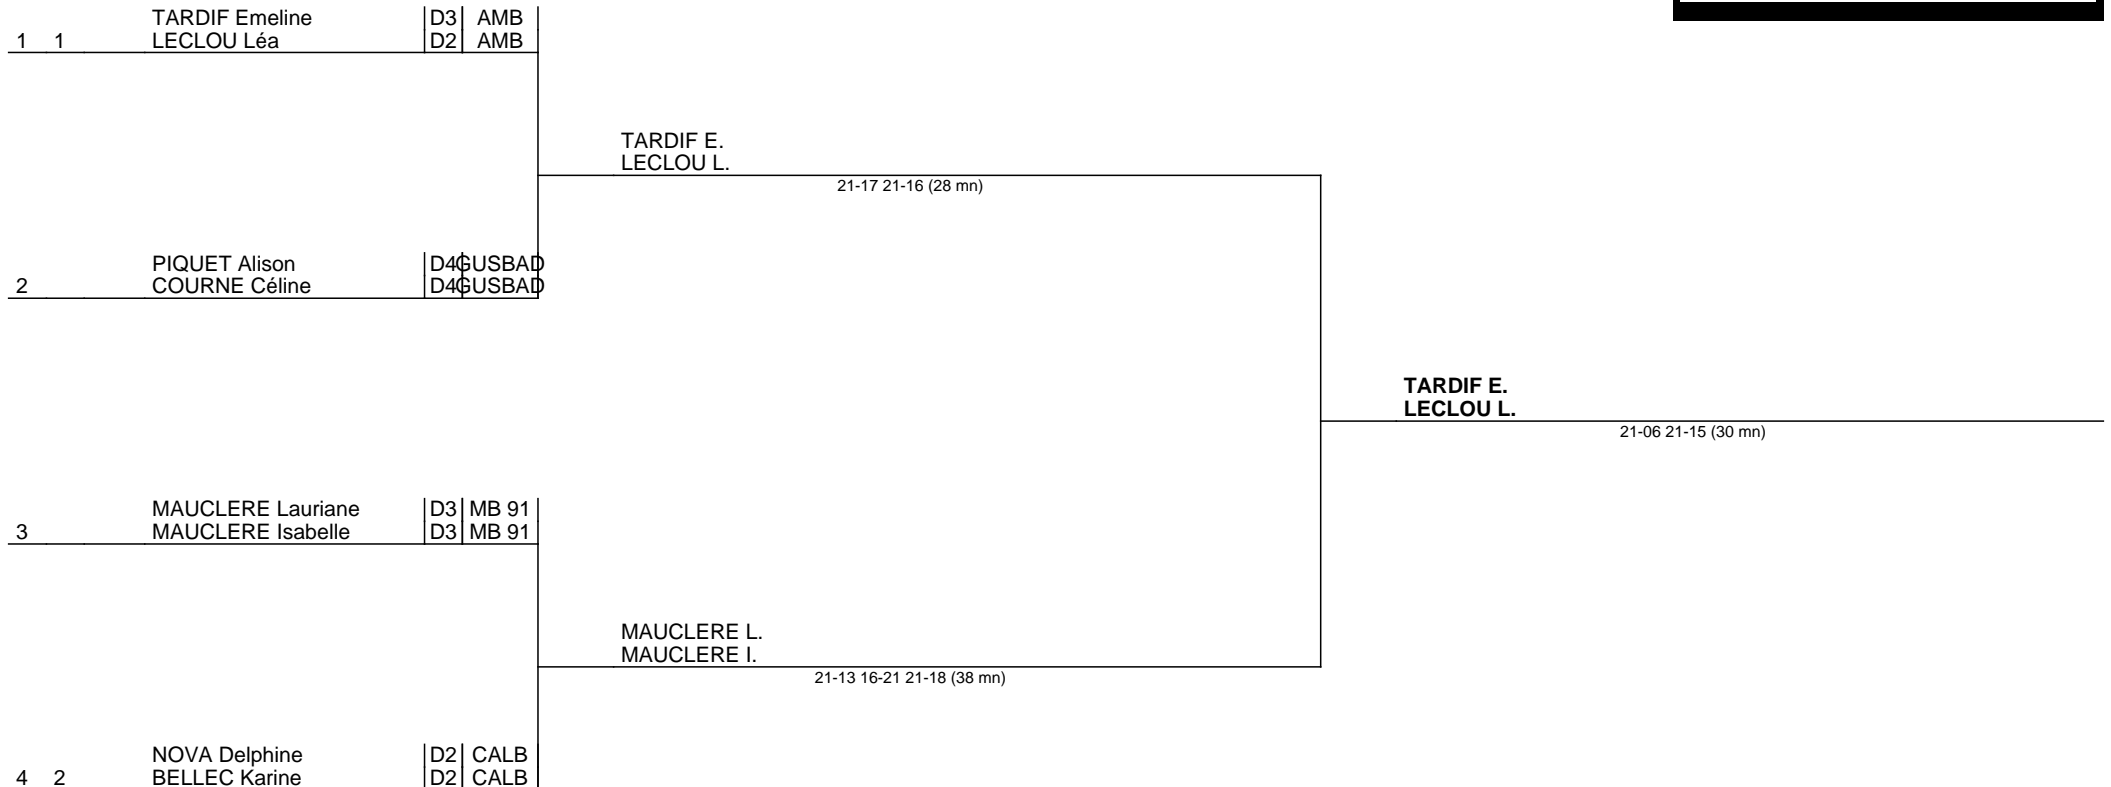 TARDIF Emeline D3 AMB
1 1 LECLOU Léa D2 AMB
TARDIF E.
LECLOU L.
21-17 21-16 (28 mn)
PIQUET Alison D4 GUSBAD
2 COURNE Céline D4 GUSBAD
TARDIF E.
LECLOU L.
21-06 21-15 (30 mn)
MAUCLERE Lauriane D3 MB 91
3 MAUCLERE Isabelle D3 MB 91
MAUCLERE L.
MAUCLERE I.
21-13 16-21 21-18 (38 mn)
NOVA Delphine D2 CALB
4 2 BELLEC Karine D2 CALB